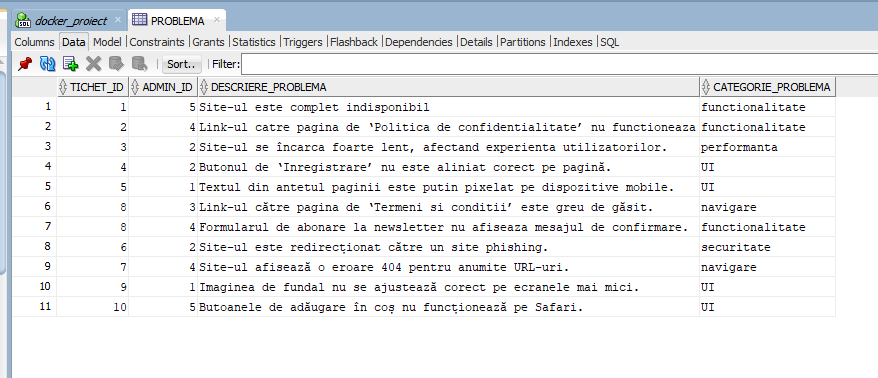 docker_proiect × PROBLEMA ×
Columns Data Model Constraints Grants Statistics Triggers Flashback Dependencies Details Partitions Indexes SQL
Sort.. Filter:
TICHET_ID ADMIN_ID DESCRIERE_PROBLEMA CATEGORIE_PROBLEMA
1 1 5 Site-ul este complet indisponibil functionalitate
2 2 4 Link-ul catre pagina de ‘Politica de confidentialitate’ nu functioneaza functionalitate
3 3 2 Site-ul se încarca foarte lent, afectand experienta utilizatorilor. performanta
4 4 2 Butonul de ‘Inregistrare’ nu este aliniat corect pe pagină. UI
5 5 1 Textul din antetul paginii este putin pixelat pe dispozitive mobile. UI
6 8 3 Link-ul către pagina de ‘Termeni si conditii’ este greu de găsit. navigare
7 8 4 Formularul de abonare la newsletter nu afiseaza mesajul de confirmare. functionalitate
8 6 2 Site-ul este redirecționat către un site phishing. securitate
9 7 4 Site-ul afisează o eroare 404 pentru anumite URL-uri. navigare
10 9 1 Imaginea de fundal nu se ajustează corect pe ecranele mai mici. UI
11 10 5 Butoanele de adăugare în coș nu funcționează pe Safari. UI